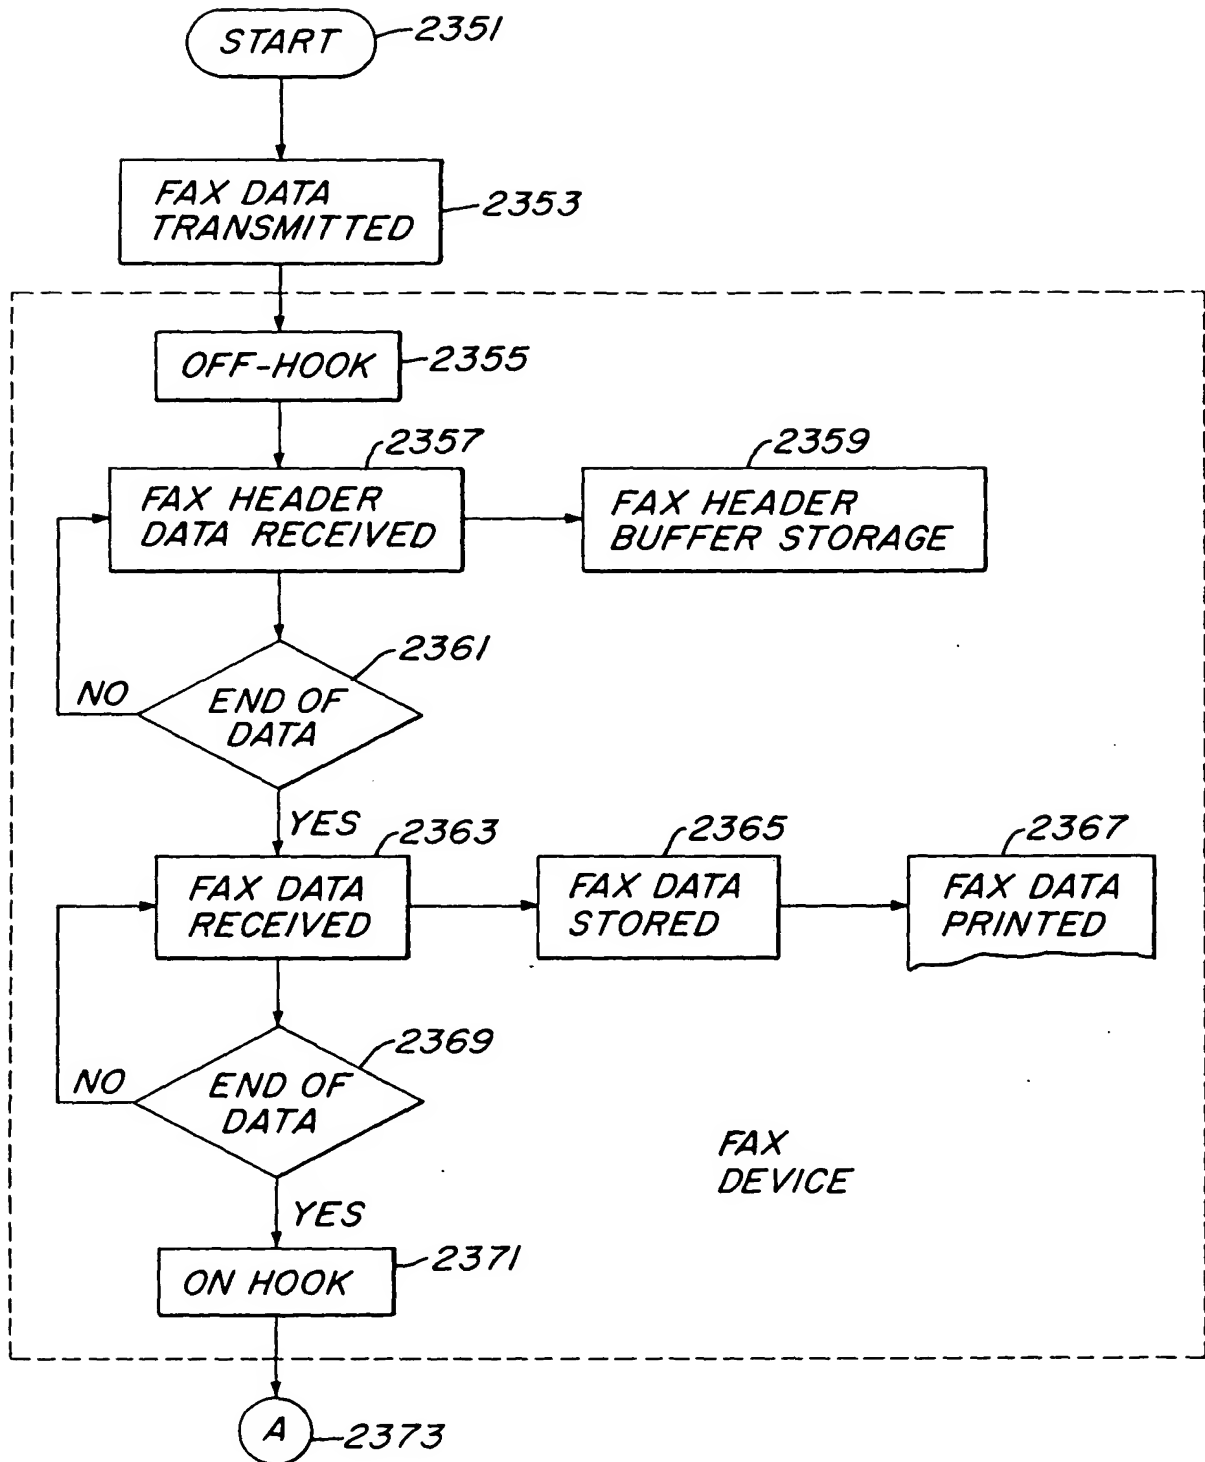 START
2351
FAX DATA
TRANSMITTED
2353
OFF-HOOK
2355
2357
FAX HEADER
DATA RECEIVED
2359
FAX HEADER
BUFFER STORAGE
2361
NO
END OF
DATA
YES
2363
FAX DATA
RECEIVED
2365
FAX DATA
STORED
2367
FAX DATA
PRINTED
2369
NO
END OF
DATA
FAX
DEVICE
YES
2371
ON HOOK
A
2373